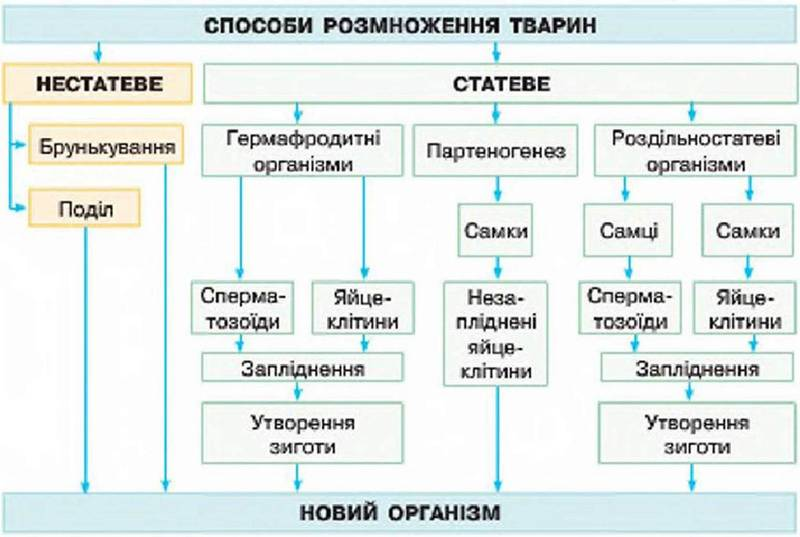 СПОСОБИ РОЗМНОЖЕННЯ ТВАРИН
НЕСТАТЕВЕ
СТАТЕВЕ
Брунькування
Поділ
Гермафродитні
організми
Партеногенез
Роздільностатеві
організми
Самки
Самці
Самки
Сперма-
тозоїди
Яйце-
клітини
Неза-
пліднені
яйце-
клітини
Сперма-
тозоїди
Яйце-
клітини
Запліднення
Запліднення
Утворення
зиготи
Утворення
зиготи
НОВИЙ ОРГАНІЗМ